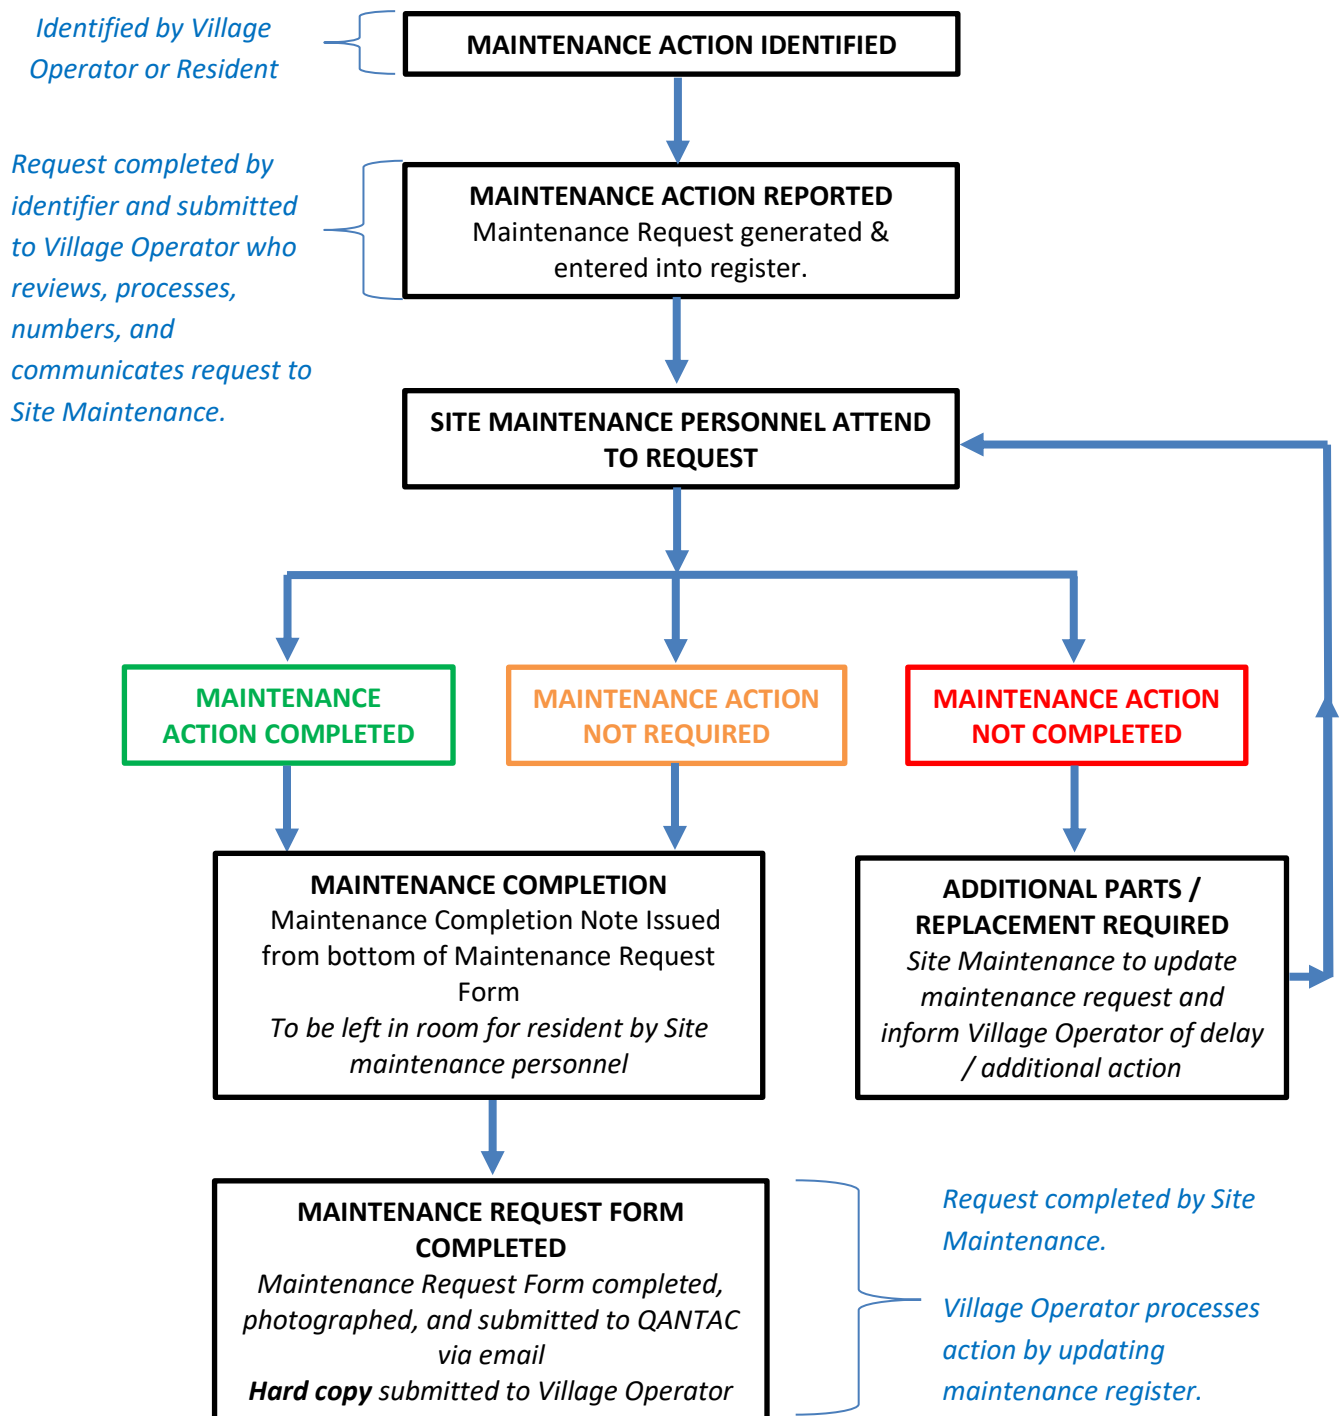 Identified by Village
Operator or Resident
MAINTENANCE ACTION IDENTIFIED
Request completed by
identifier and submitted
to Village Operator who
reviews, processes,
numbers, and
communicates request to
Site Maintenance.
MAINTENANCE ACTION REPORTED
Maintenance Request generated &
entered into register.
SITE MAINTENANCE PERSONNEL ATTEND
TO REQUEST
MAINTENANCE
ACTION COMPLETED
MAINTENANCE ACTION
NOT REQUIRED
MAINTENANCE ACTION
NOT COMPLETED
MAINTENANCE COMPLETION
Maintenance Completion Note Issued
from bottom of Maintenance Request
Form
To be left in room for resident by Site
maintenance personnel
ADDITIONAL PARTS /
REPLACEMENT REQUIRED
Site Maintenance to update
maintenance request and
inform Village Operator of delay
/ additional action
MAINTENANCE REQUEST FORM
COMPLETED
Maintenance Request Form completed,
photographed, and submitted to QANTAC
via email
Hard copy submitted to Village Operator
Request completed by Site
Maintenance.
Village Operator processes
action by updating
maintenance register.